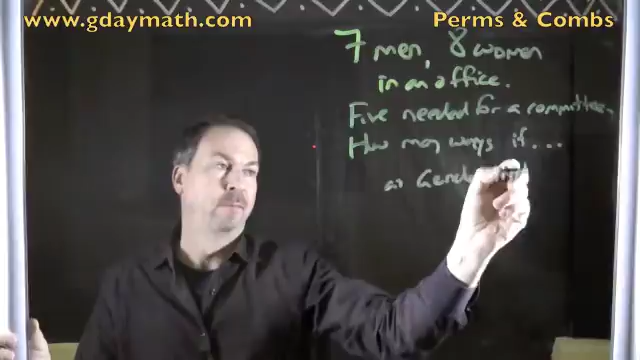 www.gdaymath.com
Perms & Combs
7 men, 8 women
in an office.
Five needed for a committee.
How many ways if...
a)